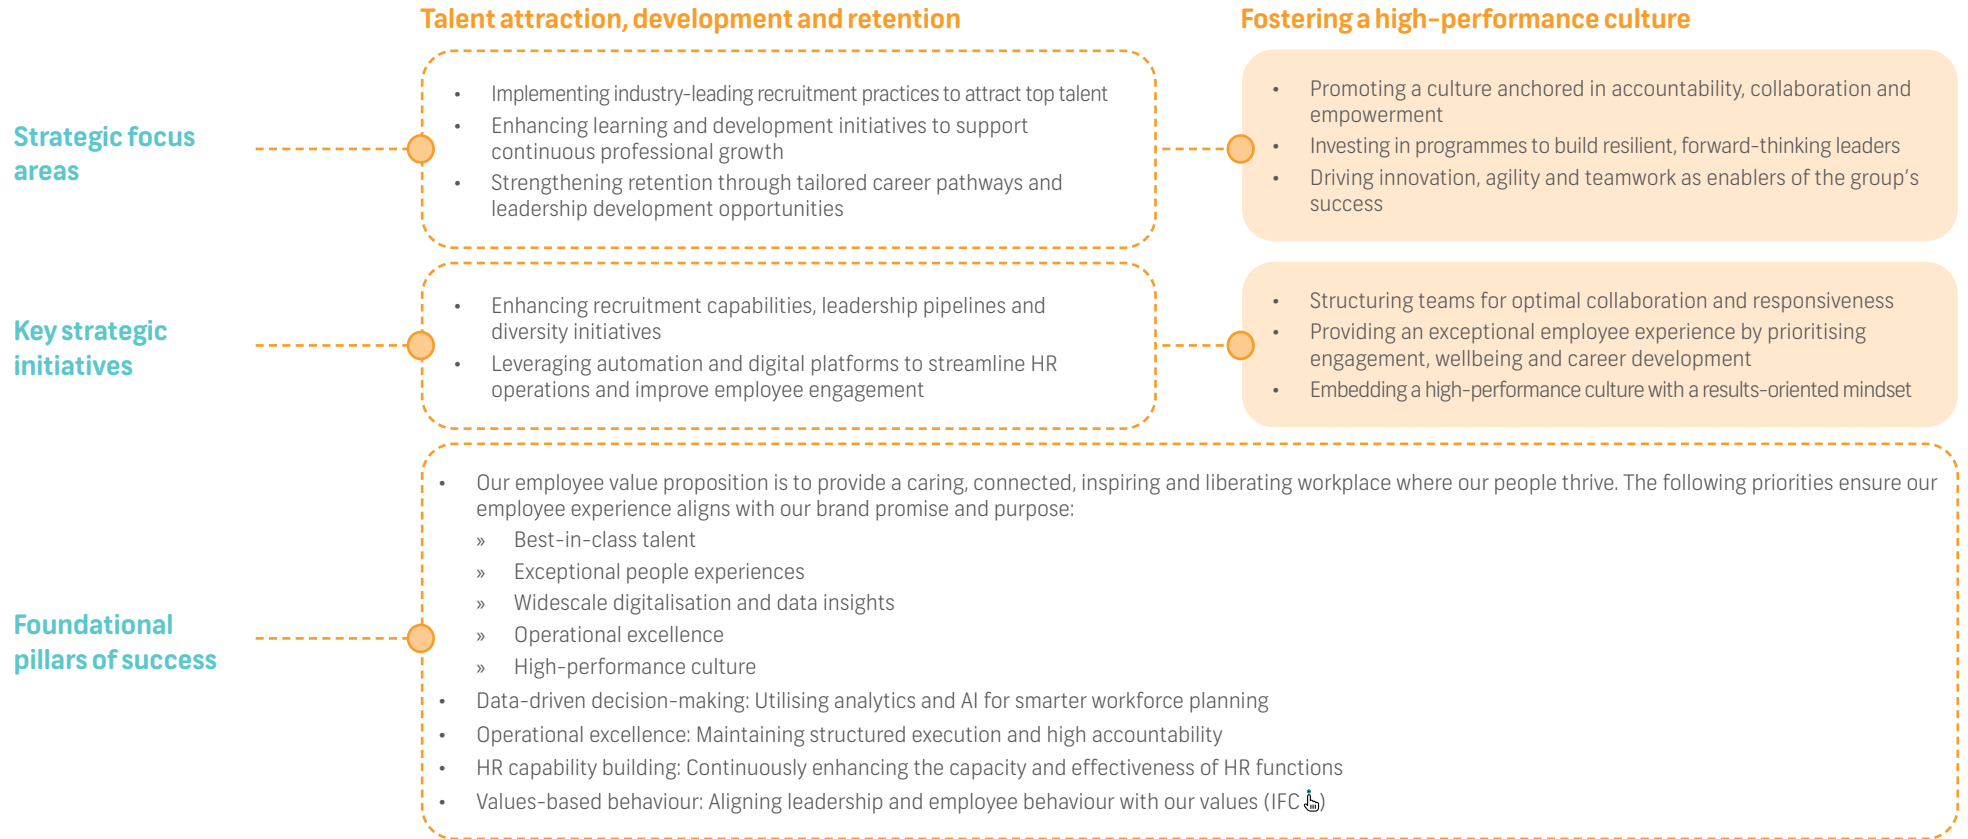 Talent attraction, development and retention
Fostering a high-performance culture
Strategic focus
areas
• Implementing industry-leading recruitment practices to attract top talent
• Enhancing learning and development initiatives to support
continuous professional growth
• Strengthening retention through tailored career pathways and
leadership development opportunities
• Promoting a culture anchored in accountability, collaboration and
empowerment
• Investing in programmes to build resilient, forward-thinking leaders
• Driving innovation, agility and teamwork as enablers of the group's
success
Key strategic
initiatives
• Enhancing recruitment capabilities, leadership pipelines and
diversity initiatives
• Leveraging automation and digital platforms to streamline HR
operations and improve employee engagement
• Structuring teams for optimal collaboration and responsiveness
• Providing an exceptional employee experience by prioritising
engagement, wellbeing and career development
• Embedding a high-performance culture with a results-oriented mindset
Foundational
pillars of success
• Our employee value proposition is to provide a caring, connected, inspiring and liberating workplace where our people thrive. The following priorities ensure our
employee experience aligns with our brand promise and purpose:
» Best-in-class talent
» Exceptional people experiences
» Widescale digitalisation and data insights
» Operational excellence
» High-performance culture
• Data-driven decision-making: Utilising analytics and AI for smarter workforce planning
• Operational excellence: Maintaining structured execution and high accountability
• HR capability building: Continuously enhancing the capacity and effectiveness of HR functions
• Values-based behaviour: Aligning leadership and employee behaviour with our values (IFC )